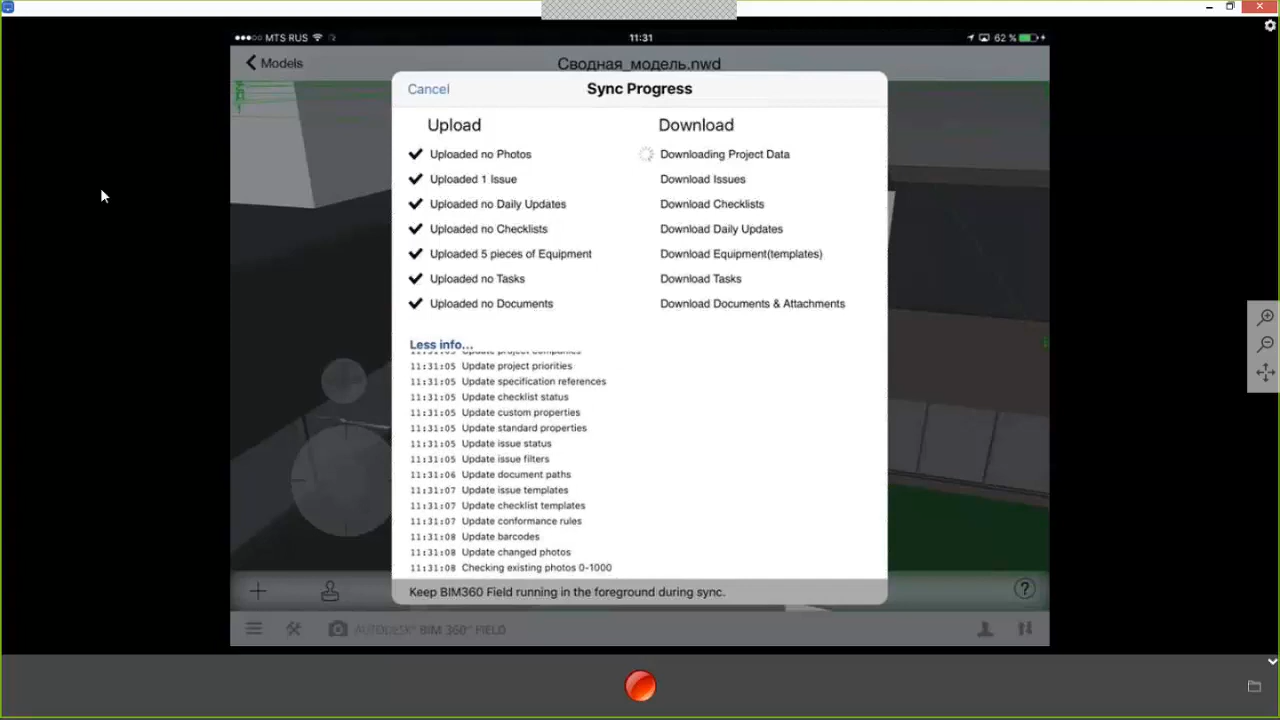 MTS RUS
11:31
62 %
Models
Сводная_модель.nwd
Cancel
Sync Progress
Upload
Download
Uploaded no Photos
Downloading Project Data
Uploaded 1 Issue
Download Issues
Uploaded no Daily Updates
Download Checklists
Uploaded no Checklists
Download Daily Updates
Uploaded 5 pieces of Equipment
Download Equipment(templates)
Uploaded no Tasks
Download Tasks
Uploaded no Documents
Download Documents & Attachments
Less info...
11:31:05 Update project companies
11:31:05 Update project priorities
11:31:05 Update specification references
11:31:05 Update checklist status
11:31:05 Update custom properties
11:31:05 Update standard properties
11:31:05 Update issue status
11:31:05 Update issue filters
11:31:06 Update document paths
11:31:07 Update issue templates
11:31:07 Update checklist templates
11:31:07 Update conformance rules
11:31:08 Update barcodes
11:31:08 Update changed photos
11:31:08 Checking existing photos 0-1000
Keep BIM360 Field running in the foreground during sync.
?
AUTODESK® BIM 360™ FIELD